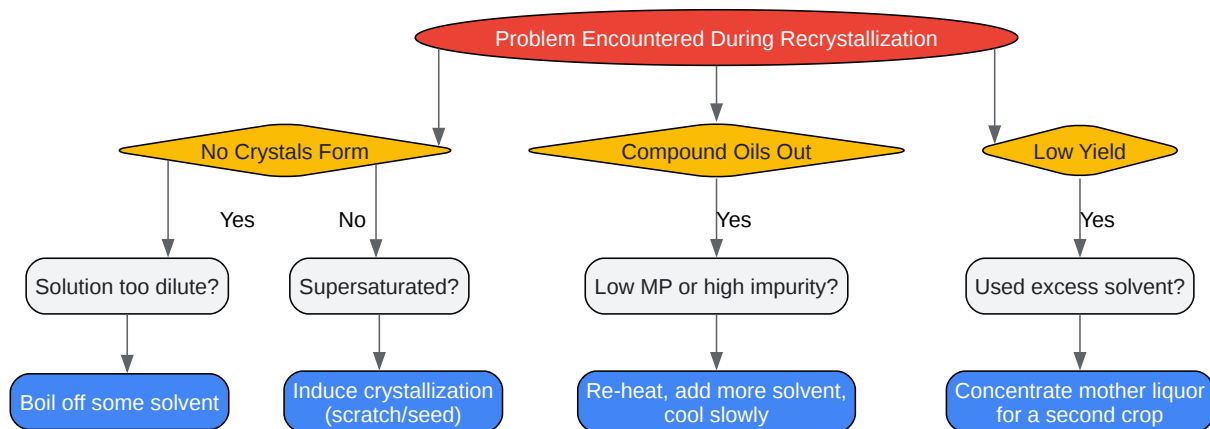 Problem Encountered During Recrystallization
No Crystals Form
Compound Oils Out
Low Yield
Yes
No
Yes
Yes
Solution too dilute?
Supersaturated?
Low MP or high impurity?
Used excess solvent?
Boil off some solvent
Induce crystallization
(scratch/seed)
Re-heat, add more solvent,
cool slowly
Concentrate mother liquor
for a second crop